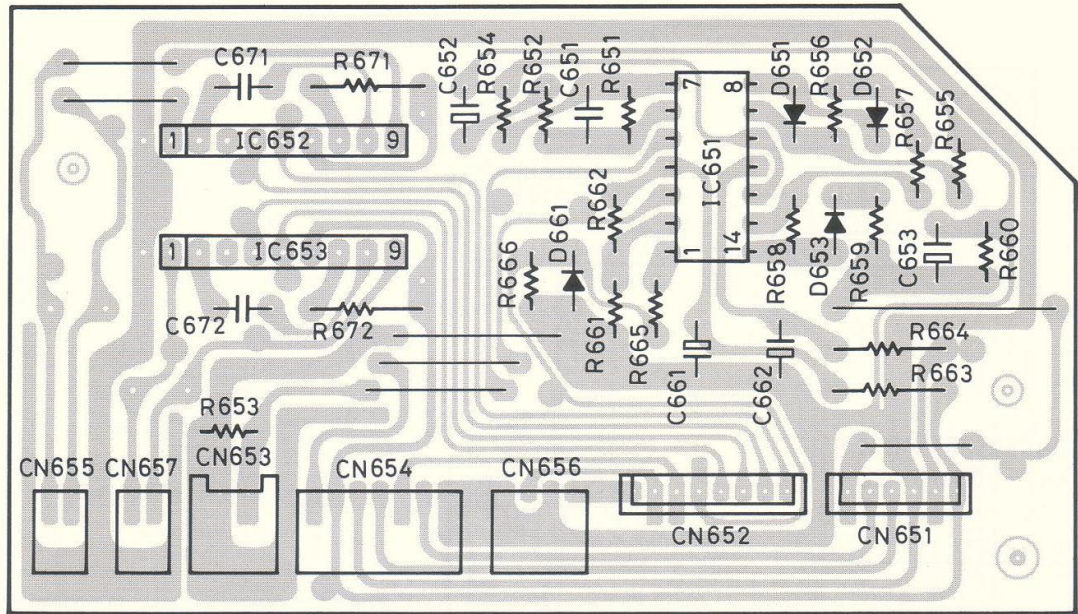 C671
R671
C652
R654
R652
C651
R651
7
8
D651
R656
D652
R657
R655
1
IC652
9
IC651
R662
1
IC653
9
R666
D661
1
14
R658
D653
R659
C653
R660
C672
R672
R661
R665
C661
C662
R664
R663
R653
CN655
CN657
CN653
CN654
CN656
CN652
CN651